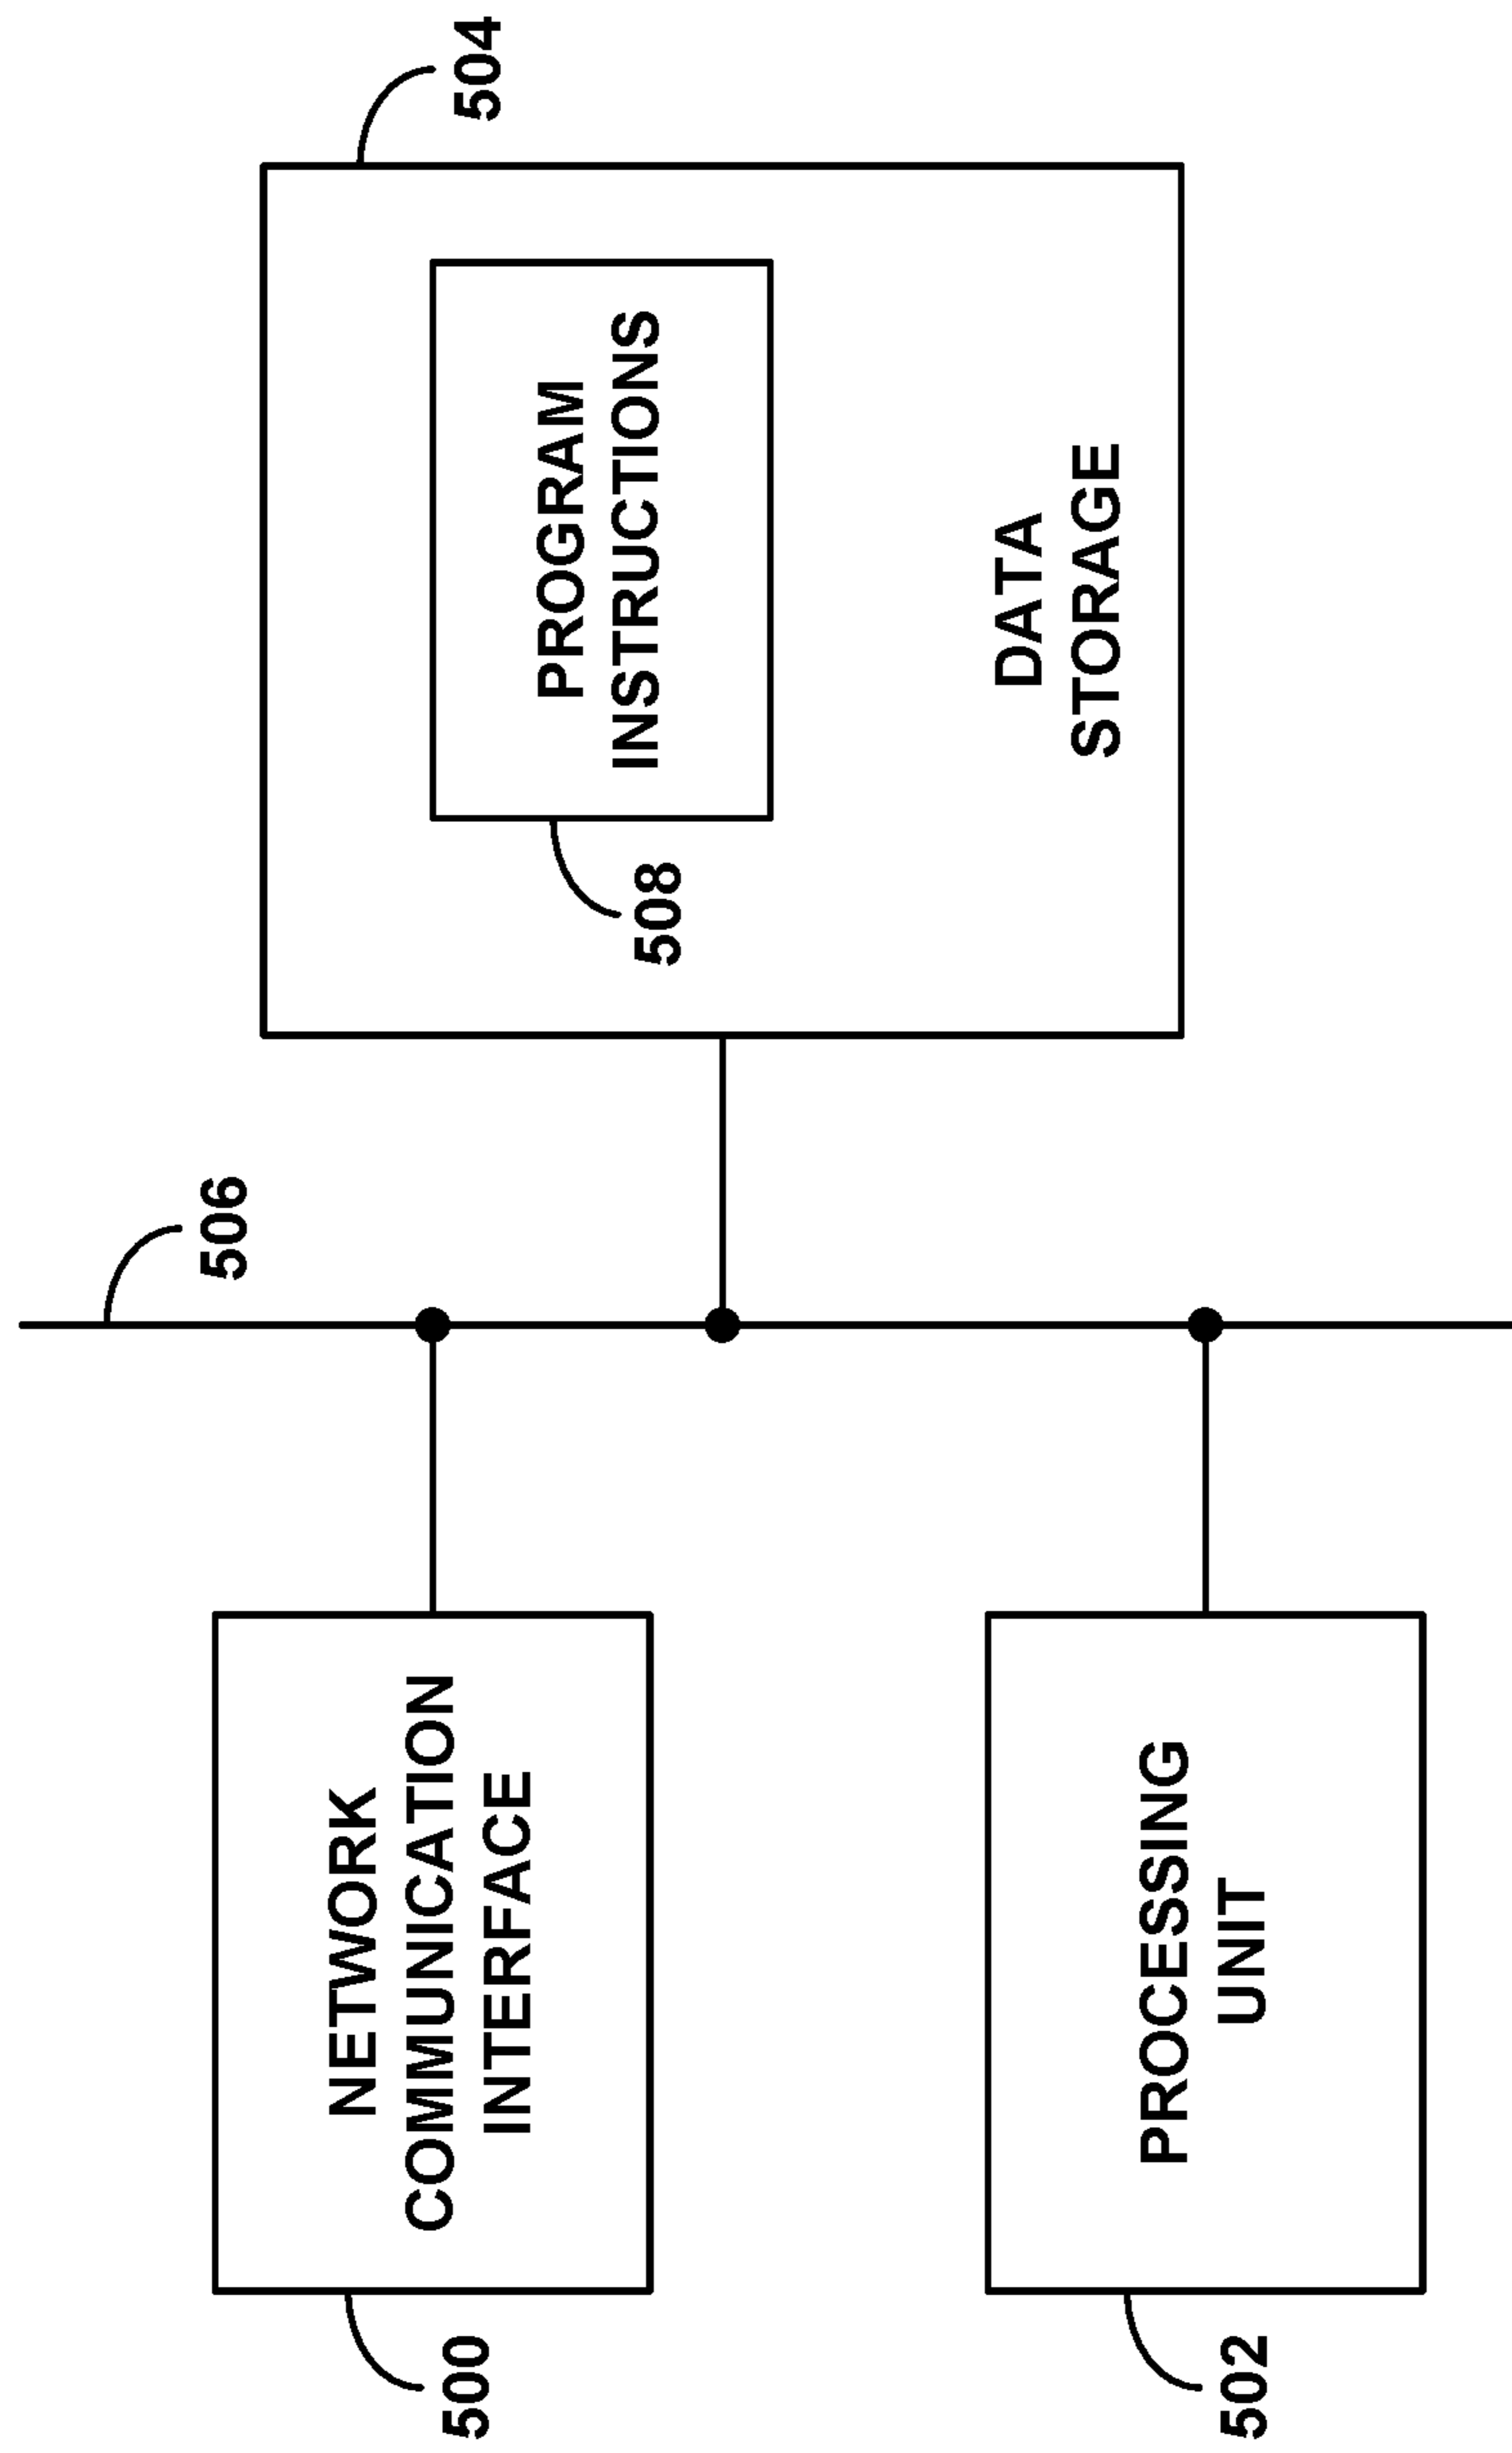 500
NETWORK
COMMUNICATION
INTERFACE
506
504
508
PROGRAM
INSTRUCTIONS
DATA
STORAGE
502
PROCESSING
UNIT